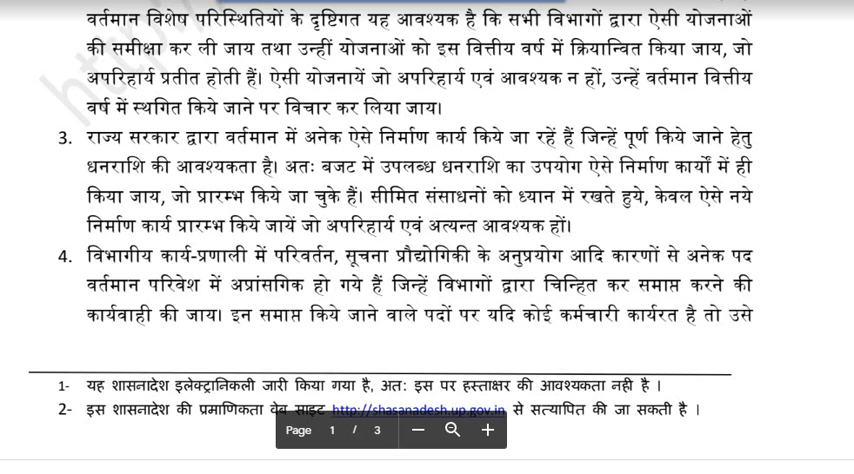 वर्तमान विशेष परिस्थितियों के दृष्टिगत यह आवश्यक है कि सभी विभागों द्वारा ऐसी योजनाओं
की समीक्षा कर ली जाय तथा उन्हीं योजनाओं को इस वित्तीय वर्ष में क्रियान्वित किया जाय, जो
अपरिहार्य प्रतीत होती हैं। ऐसी योजनायें जो अपरिहार्य एवं आवश्यक न हों, उन्हें वर्तमान वित्तीय
वर्ष में स्थगित किये जाने पर विचार कर लिया जाय।
3. राज्य सरकार द्वारा वर्तमान में अनेक ऐसे निर्माण कार्य किये जा रहें हैं जिन्हें पूर्ण किये जाने हेतु
धनराशि की आवश्यकता है। अतः बजट में उपलब्ध धनराशि का उपयोग ऐसे निर्माण कार्यों में ही
किया जाय, जो प्रारम्भ किये जा चुके हैं। सीमित संसाधनों को ध्यान में रखते हुये, केवल ऐसे नये
निर्माण कार्य प्रारम्भ किये जायें जो अपरिहार्य एवं अत्यन्त आवश्यक हों।
4. विभागीय कार्य-प्रणाली में परिवर्तन, सूचना प्रौद्योगिकी के अनुप्रयोग आदि कारणों से अनेक पद
वर्तमान परिवेश में अप्रांसगिक हो गये हैं जिन्हें विभागों द्वारा चिन्हित कर समाप्त करने की
कार्यवाही की जाय। इन समाप्त किये जाने वाले पदों पर यदि कोई कर्मचारी कार्यरत है तो उसे
1- यह शासनादेश इलेक्ट्रानिकली जारी किया गया है, अतः इस पर हस्ताक्षर की आवश्यकता नही है ।
2- इस शासनादेश की प्रमाणिकता वेब साइट http://shasanadesh.up.gov.in से सत्यापित की जा सकती है ।
Page 1 / 3
http:/